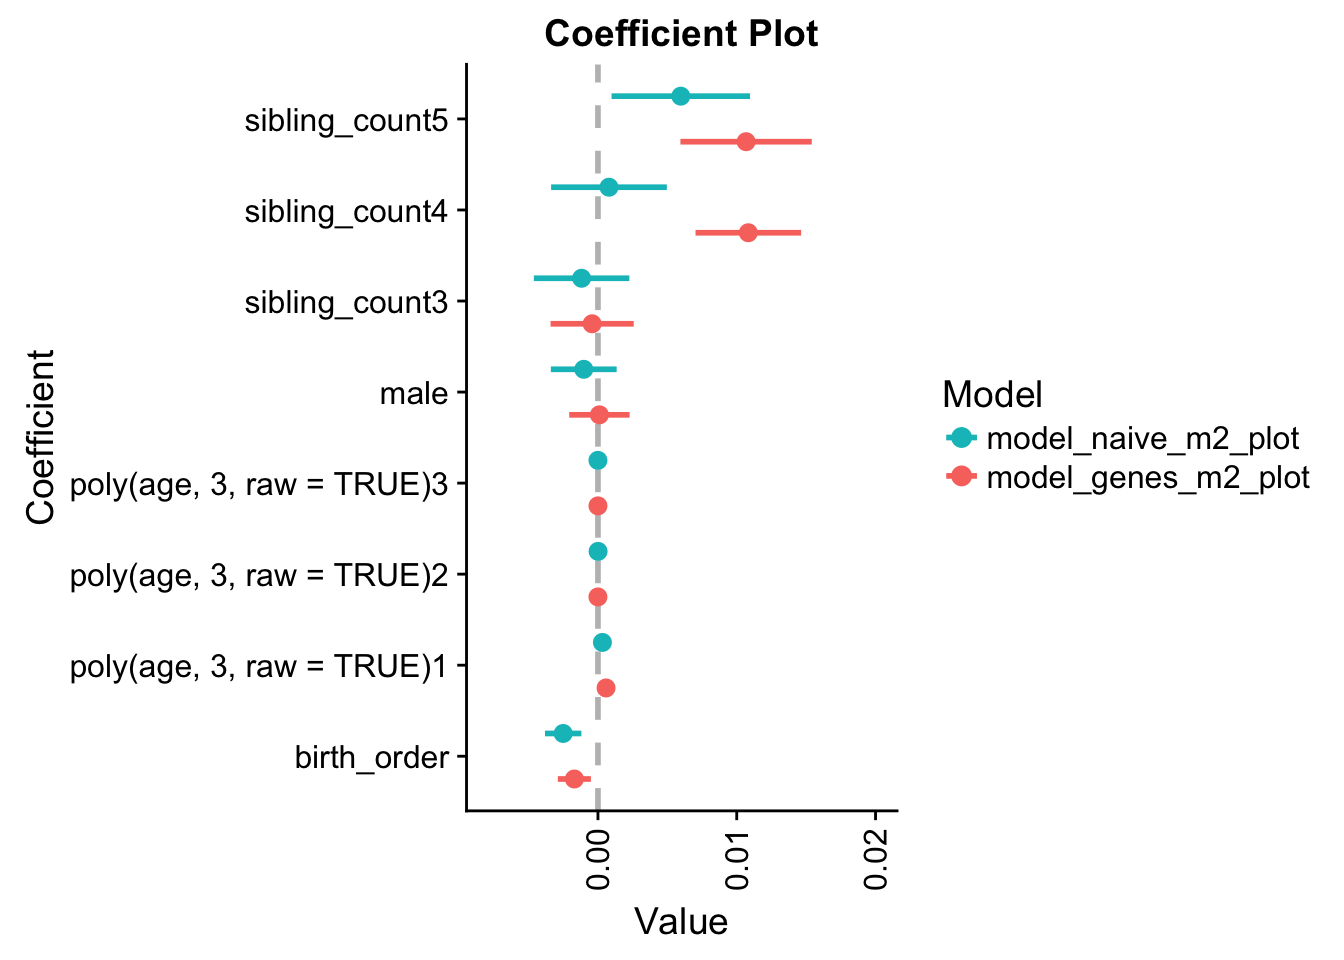 Coefficient Plot
sibling_count5
sibling_count4
sibling_count3
male
poly(age, 3, raw = TRUE)3
poly(age, 3, raw = TRUE)2
poly(age, 3, raw = TRUE)1
birth_order
Coefficient
0.00
0.01
0.02
Value
Model
model_naive_m2_plot
model_genes_m2_plot